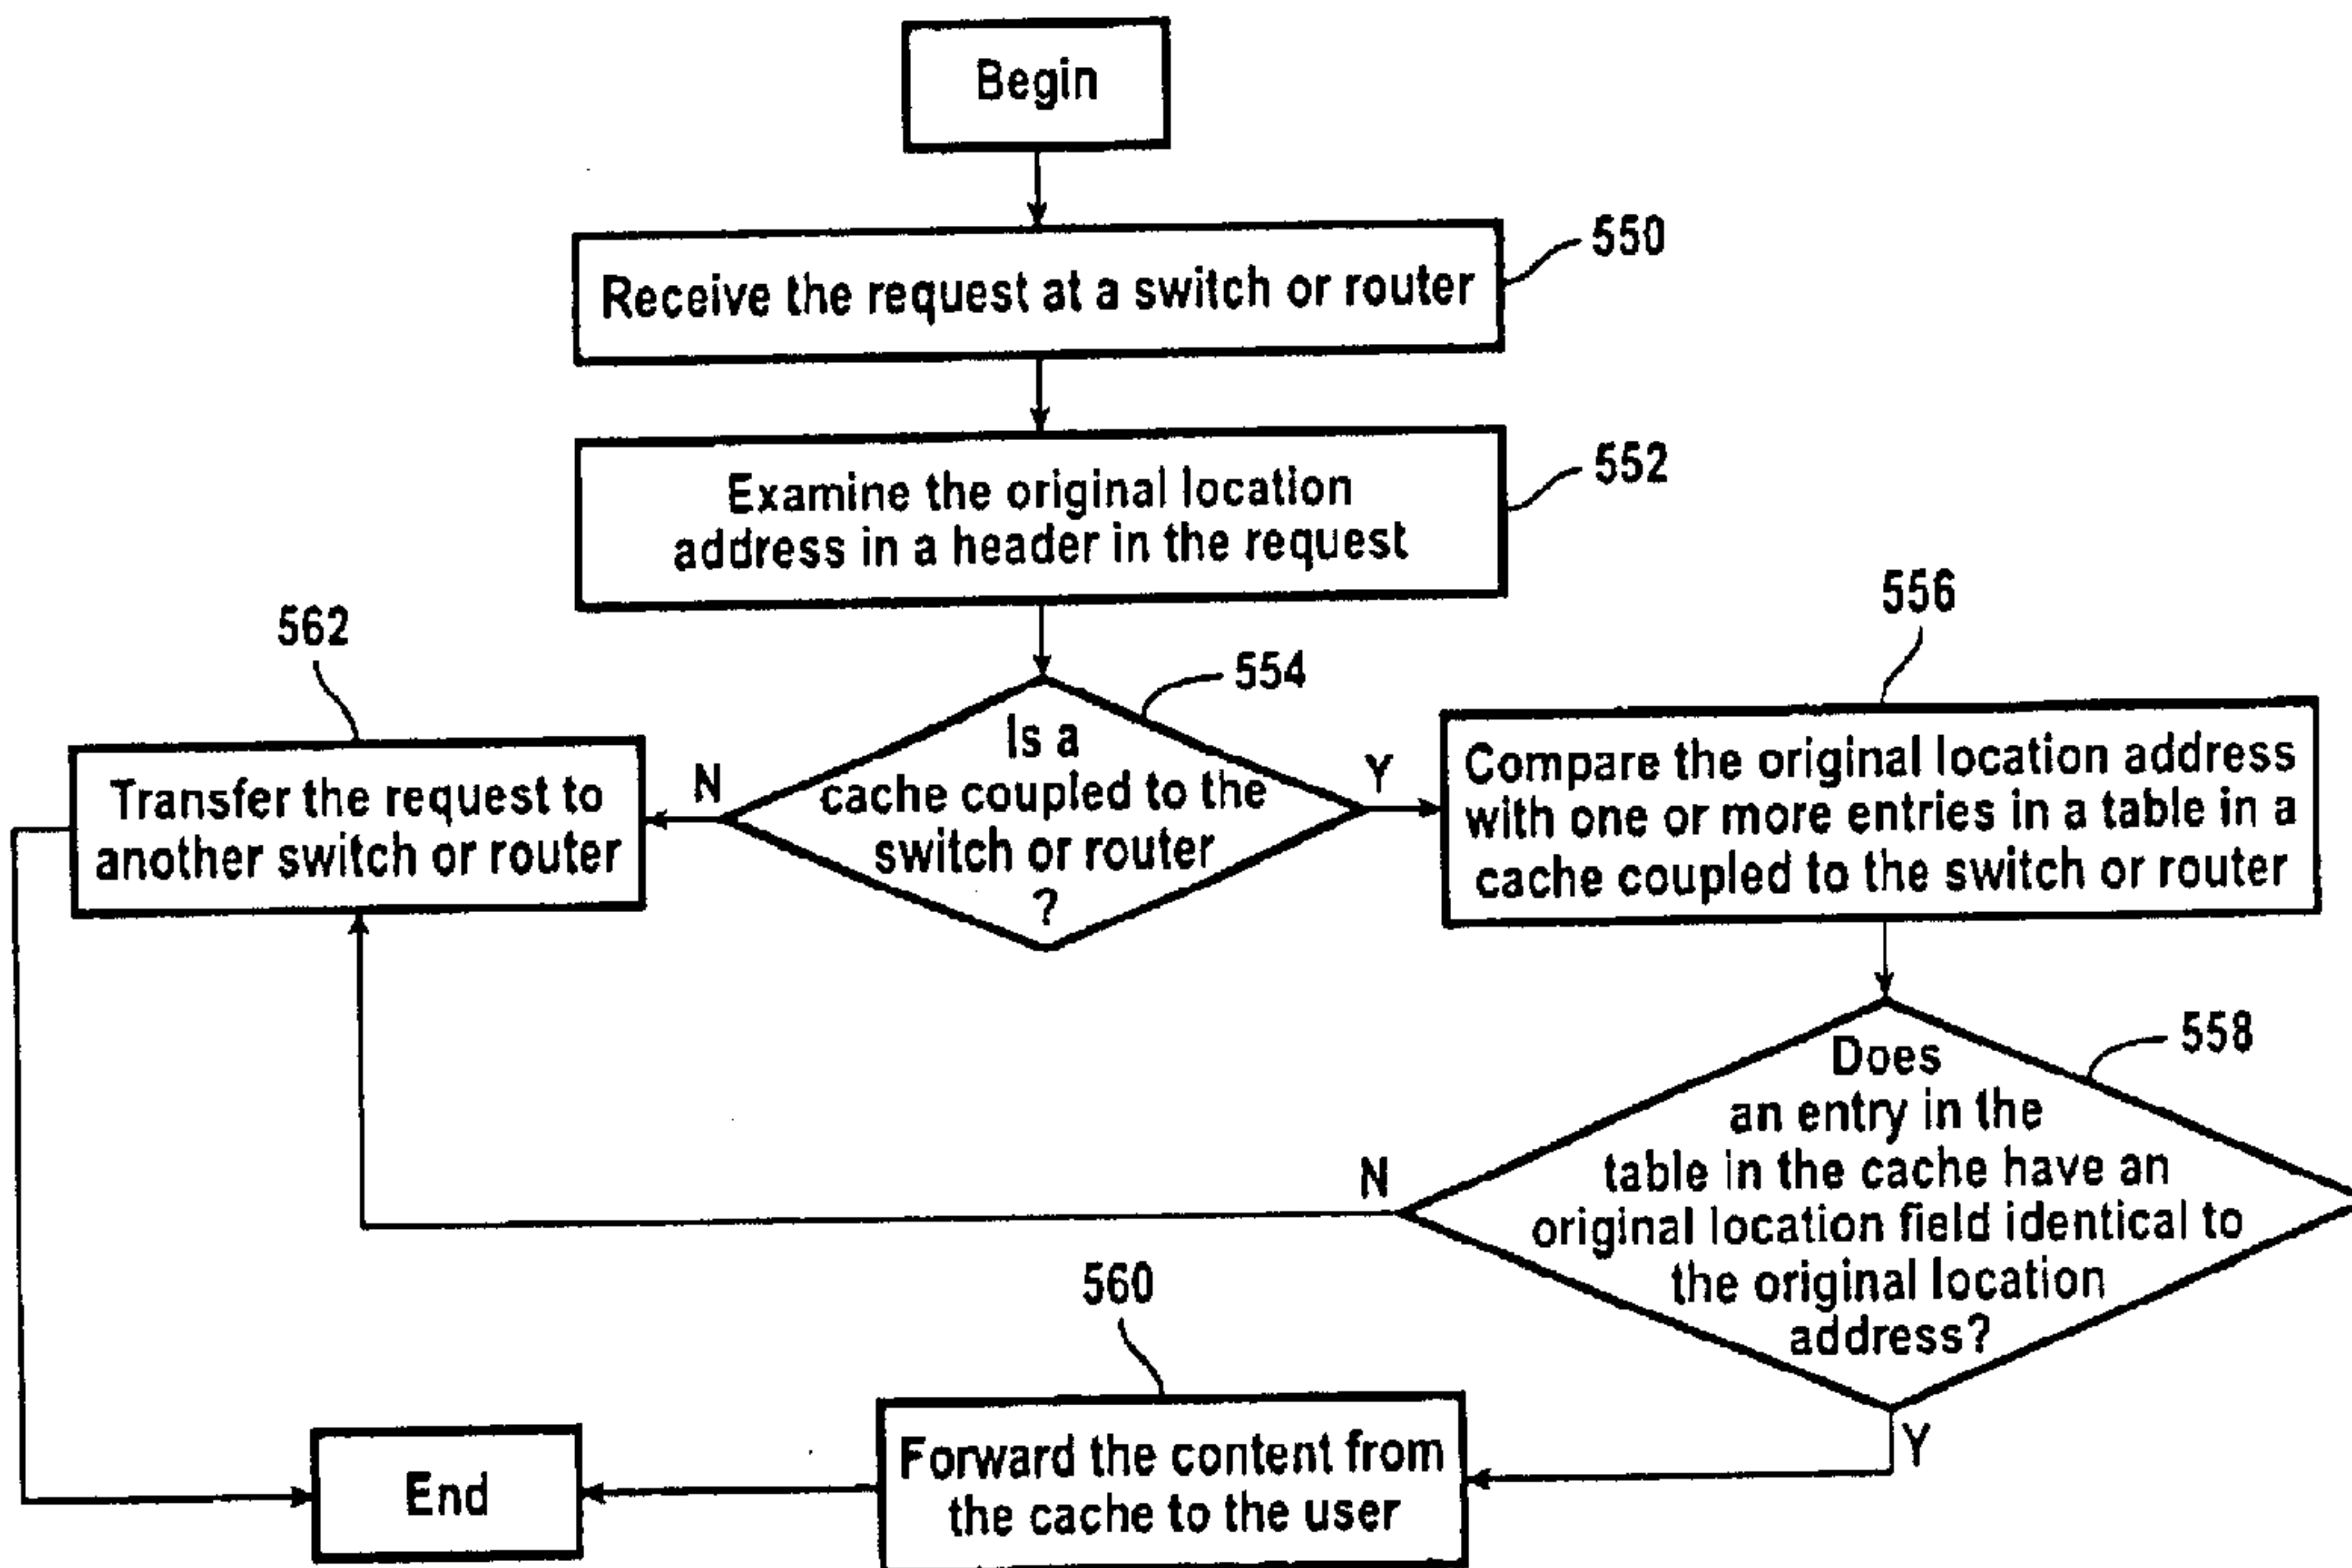 Begin
550
Receive the request at a switch or router
552
Examine the original location
address in a header in the request
562
554
556
Is a
cache coupled to the
switch or router
?
N
Y
Transfer the request to
another switch or router
Compare the original location address
with one or more entries in a table in a
cache coupled to the switch or router
558
Does
an entry in the
table in the cache have an
original location field identical to
the original location
address?
N
Y
560
Forward the content from
the cache to the user
End